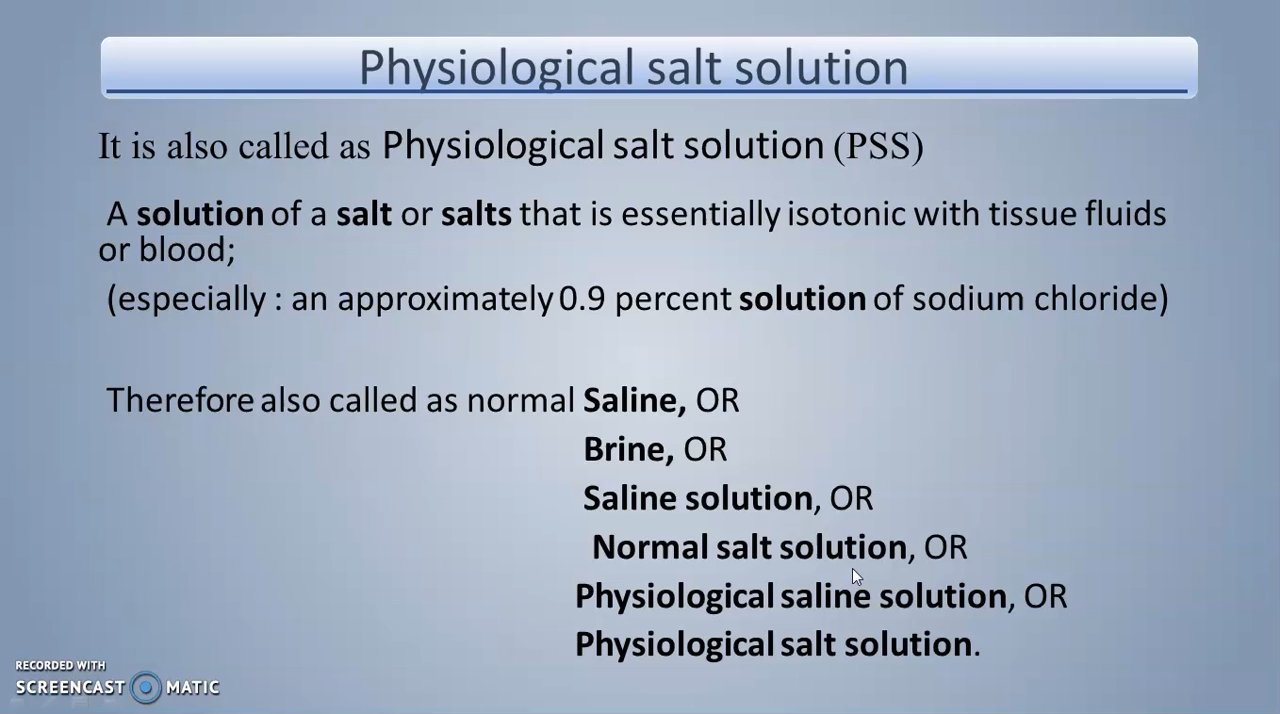 Physiological salt solution
It is also called as Physiological salt solution (PSS)
A solution of a salt or salts that is essentially isotonic with tissue fluids
or blood;
(especially : an approximately 0.9 percent solution of sodium chloride)
Therefore also called as normal Saline, OR
Brine, OR
Saline solution, OR
Normal salt solution, OR
Physiological saline solution, OR
Physiological salt solution.
RECORDED WITH
SCREENCAST MATIC